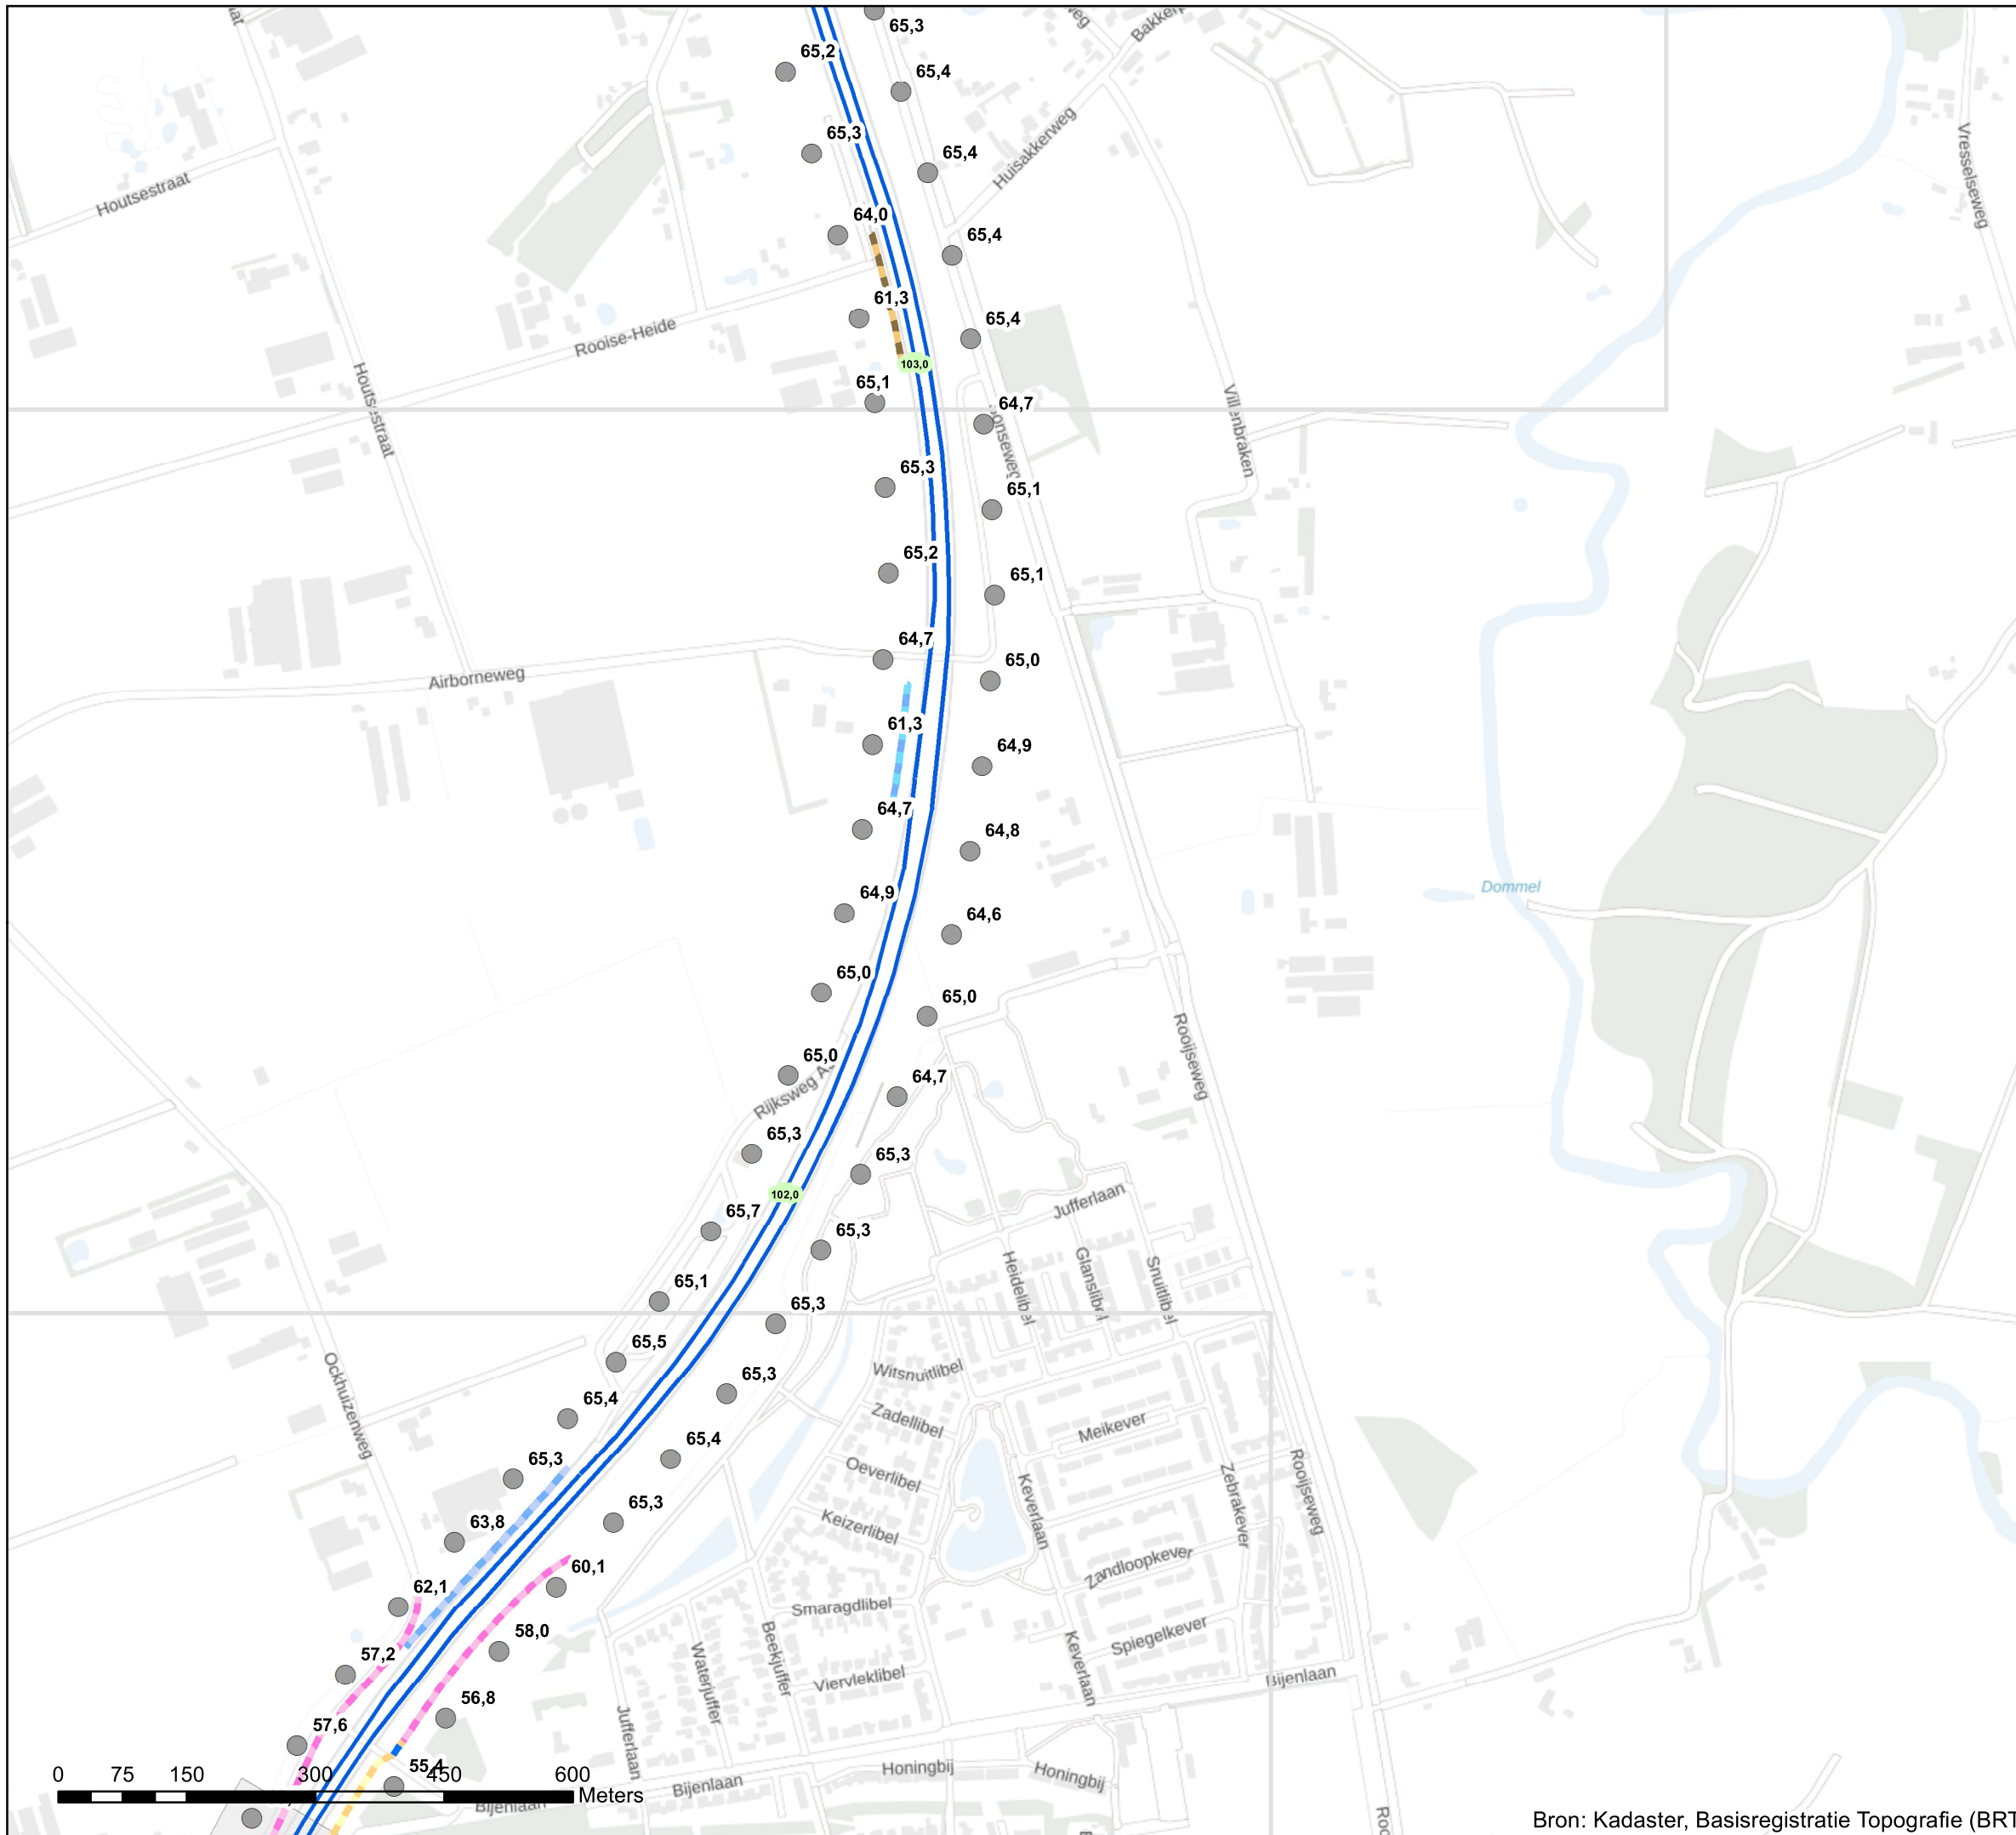 65,3
65,2
65,4
Houtsestraat
65,3
65,4
Huisakkerweg
Vresselseweg
64,0
65,4
61,3
65,4
Rooise-Heide
103,0
65,1
64,7
Houtsestraat
Villenbraken
65,3
65,1
65,2
65,1
64,7
65,0
Airborneweg
61,3
64,9
64,7
64,8
Dommel
64,9
64,6
65,0
65,0
Rooijseweg
65,0
Rijksweg
64,7
65,3
65,3
102,0
Jufferlaan
65,7
65,3
Heidelibel
Glanslibel
Snuitlibel
65,1
65,3
65,5
65,3
Ockhuizenweg
Witsnuitlibel
65,4
Zadellibel
Meikever
65,4
65,3
Oeverlibel
Keverlaan
Zebrakever
Rooijseweg
65,3
63,8
Keizerlibel
Zandloopkever
60,1
62,1
Smaragdlibel
58,0
Spiegelkever
57,2
Waterjuffer
Beekjuffer
Viervleklibel
Keverlaan
Bijenlaan
56,8
57,6
Jufferlaan
55,4
Honingbij
Honingbij
Bijenlaan
Bijenlaan
0 75 150 300 450 600
Meters
Bron: Kadaster, Basisregistratie Topografie (BRT